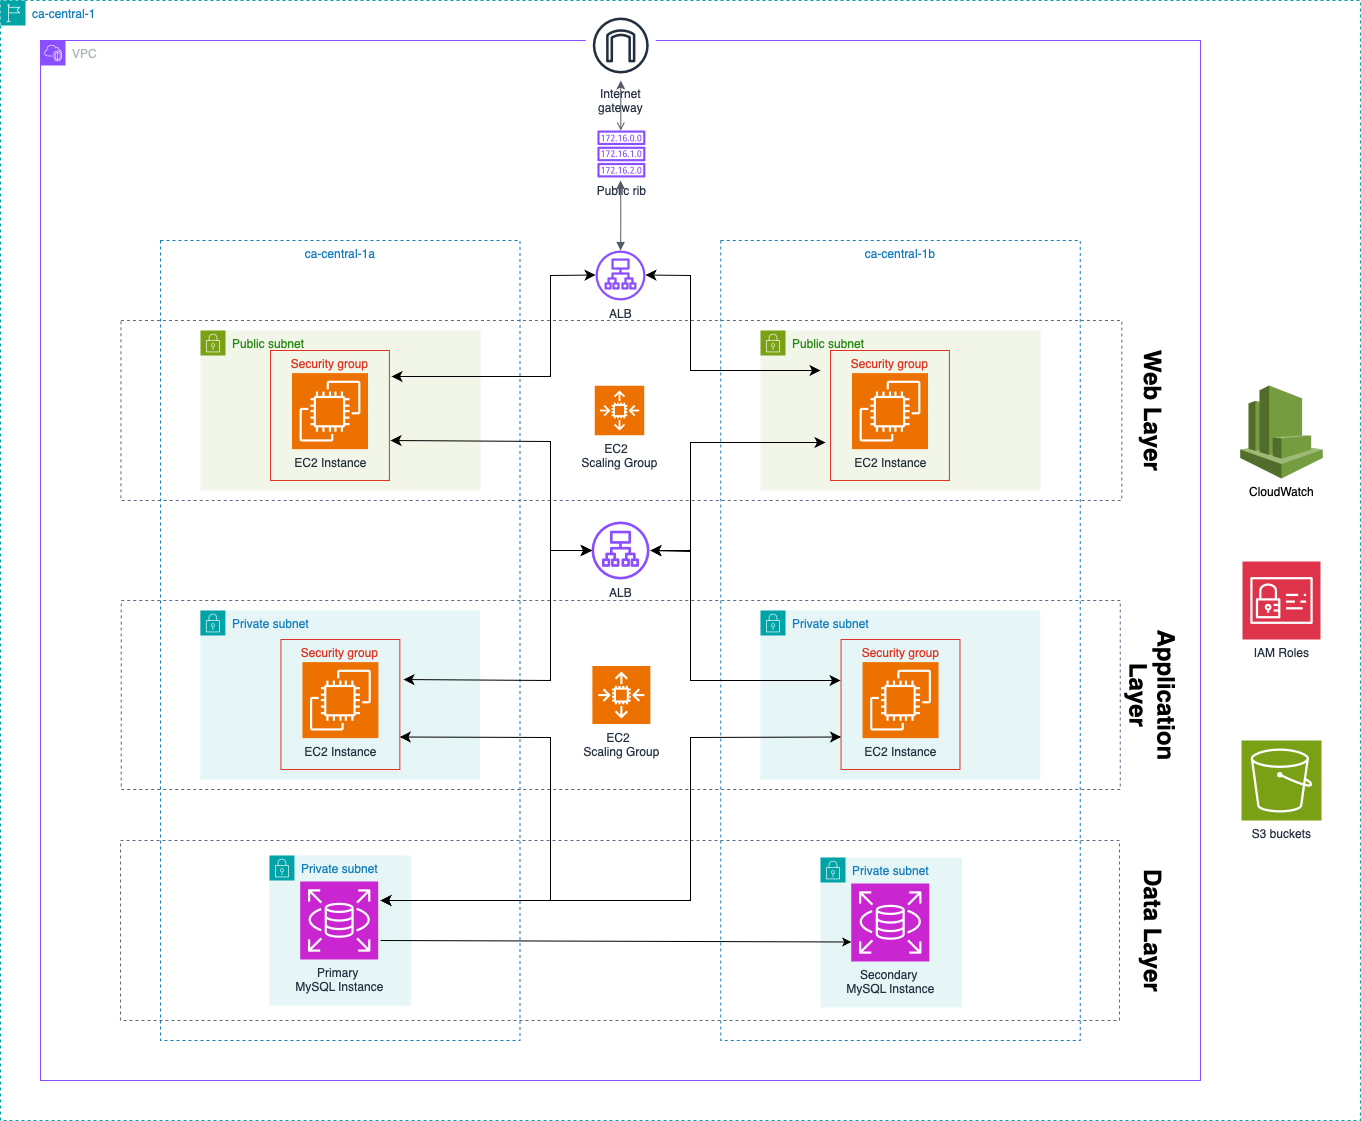 ca-central-1
VPC
Internet
gateway
172.16.0.0
172.16.1.0
172.16.2.0
Public rib
ca-central-1a
ca-central-1b
ALB
Public subnet
Security group
EC2 Instance
EC2
Scaling Group
Public subnet
Security group
EC2 Instance
Web Layer
CloudWatch
ALB
Private subnet
Security group
EC2 Instance
EC2
Scaling Group
Private subnet
Security group
EC2 Instance
Application
Layer
IAM Roles
S3 buckets
Private subnet
Primary
MySQL Instance
Private subnet
Secondary
MySQL Instance
Data Layer